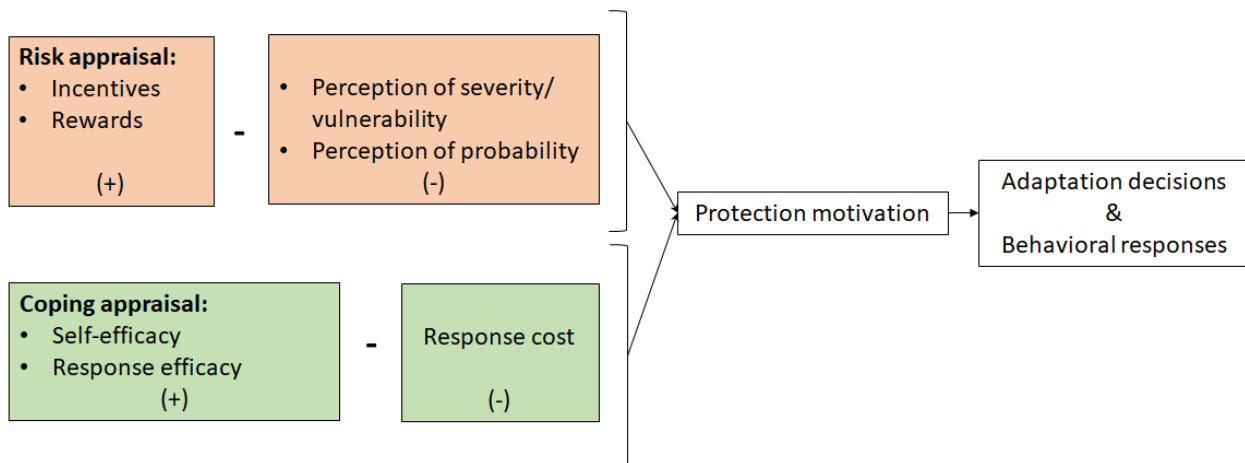 Risk appraisal:
• Incentives
• Rewards
(+)
-
• Perception of severity/
vulnerability
• Perception of probability
(-)
Coping appraisal:
• Self-efficacy
• Response efficacy
(+)
-
Response cost
(-)
Protection motivation
Adaptation decisions
&
Behavioral responses